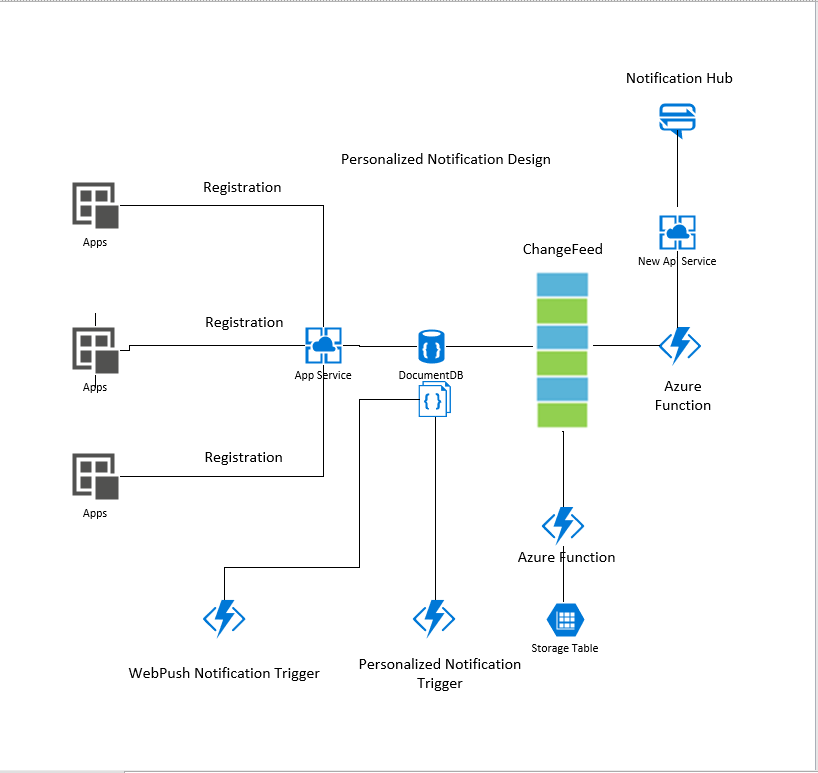 Notification Hub
Personalized Notification Design
Registration
Apps
ChangeFeed
New Ap Service
Registration
App Service
DocumentDB
Apps
Azure
Function
Registration
Apps
Azure Function
Storage Table
WebPush Notification Trigger
Personalized Notification
Trigger